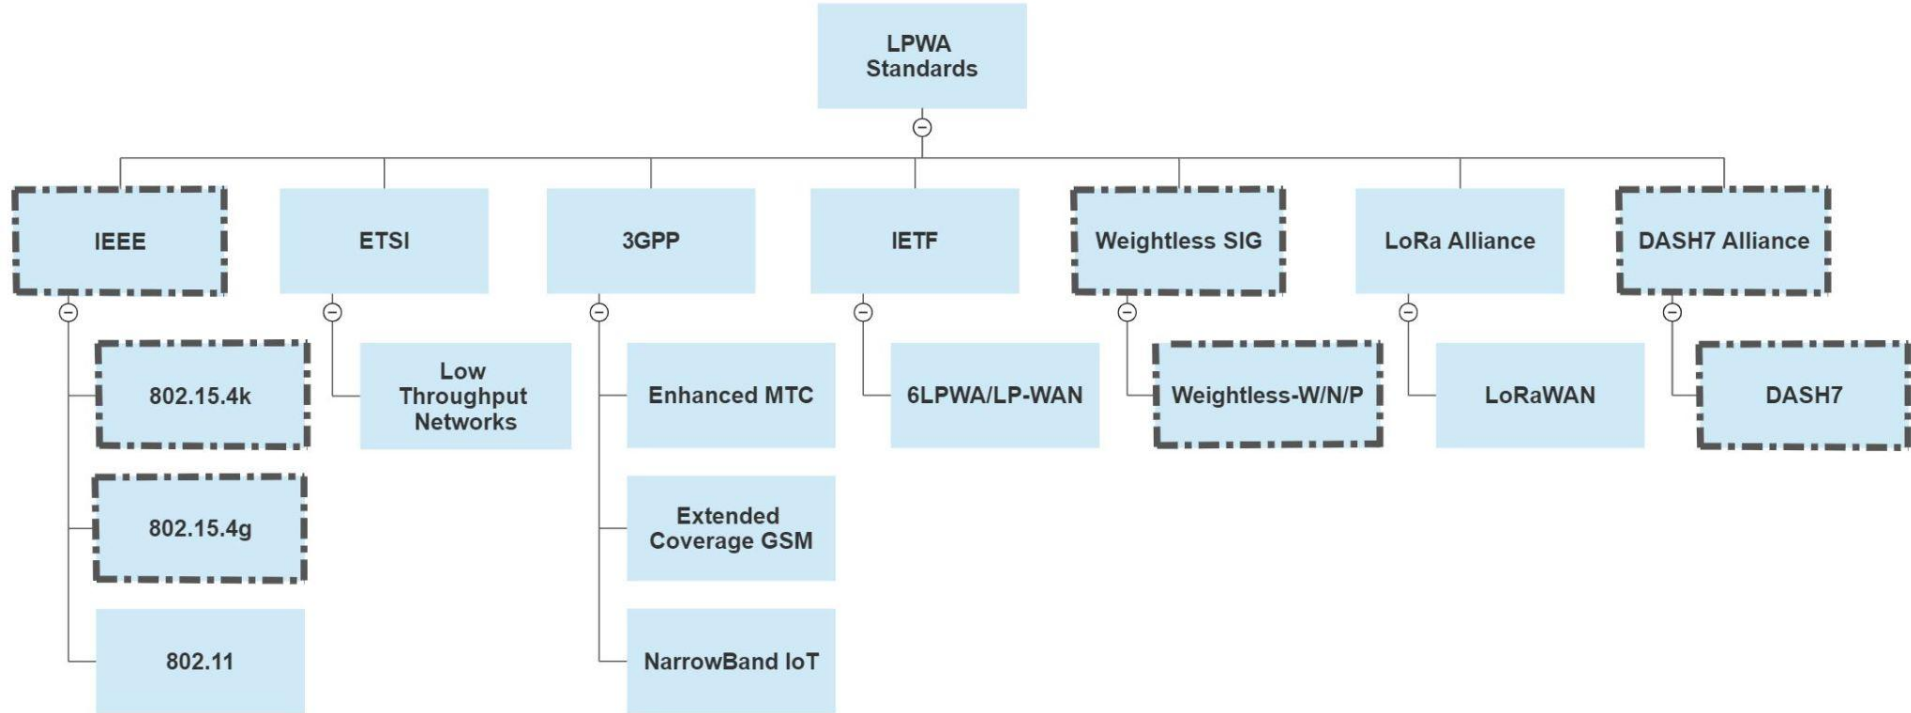 LPWA
Standards
IEEE
ETSI
3GPP
IETF
Weightless SIG
LoRa Alliance
DASH7 Alliance
802.15.4k
Low
Throughput
Networks
Enhanced MTC
6LPWA/LP-WAN
Weightless-W/N/P
LoRaWAN
DASH7
802.15.4g
Extended
Coverage GSM
802.11
NarrowBand IoT